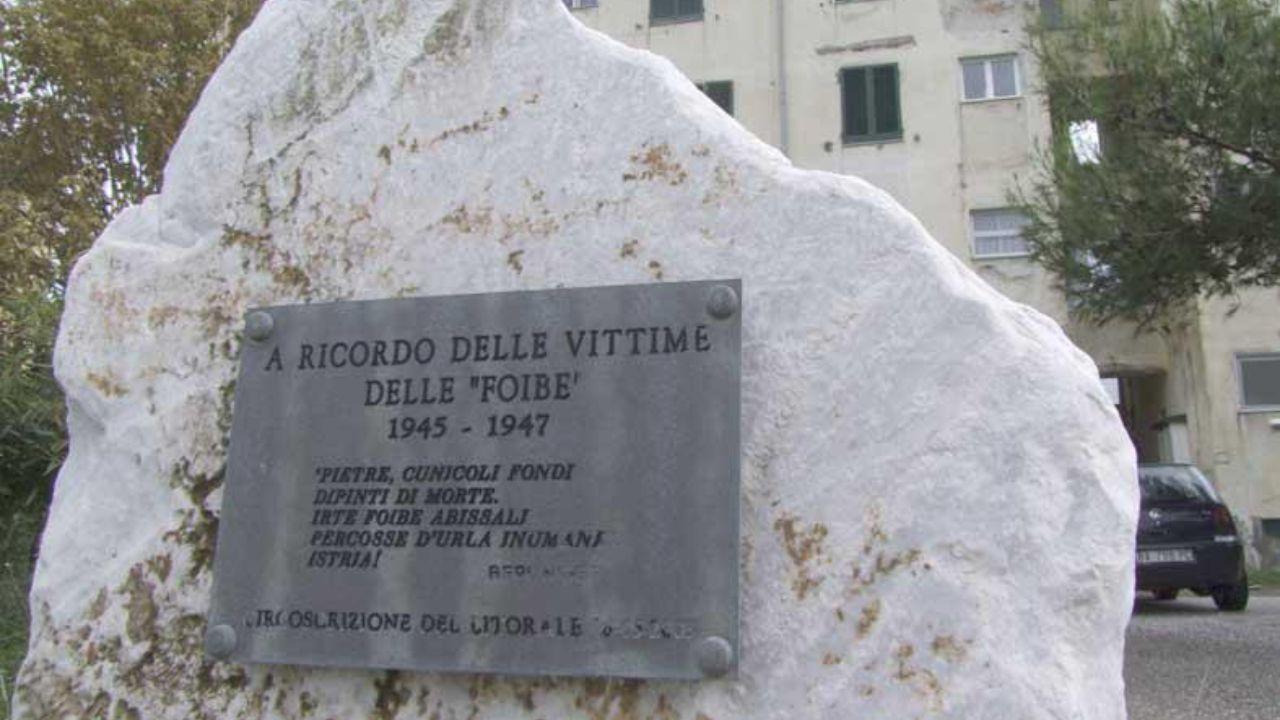 A RICORDO DELLE VITTIME
DELLE "FOIBE"
1945 - 1947
"PIETRE, CUNICOLI FONDI
DIPINTI DI MORTE.
IRTE FOIBE ABISSALI
PERCOSSE D'URLA INUMANE
ISTRIA!
CIRCOSCRIZIONE DEL LITORALE